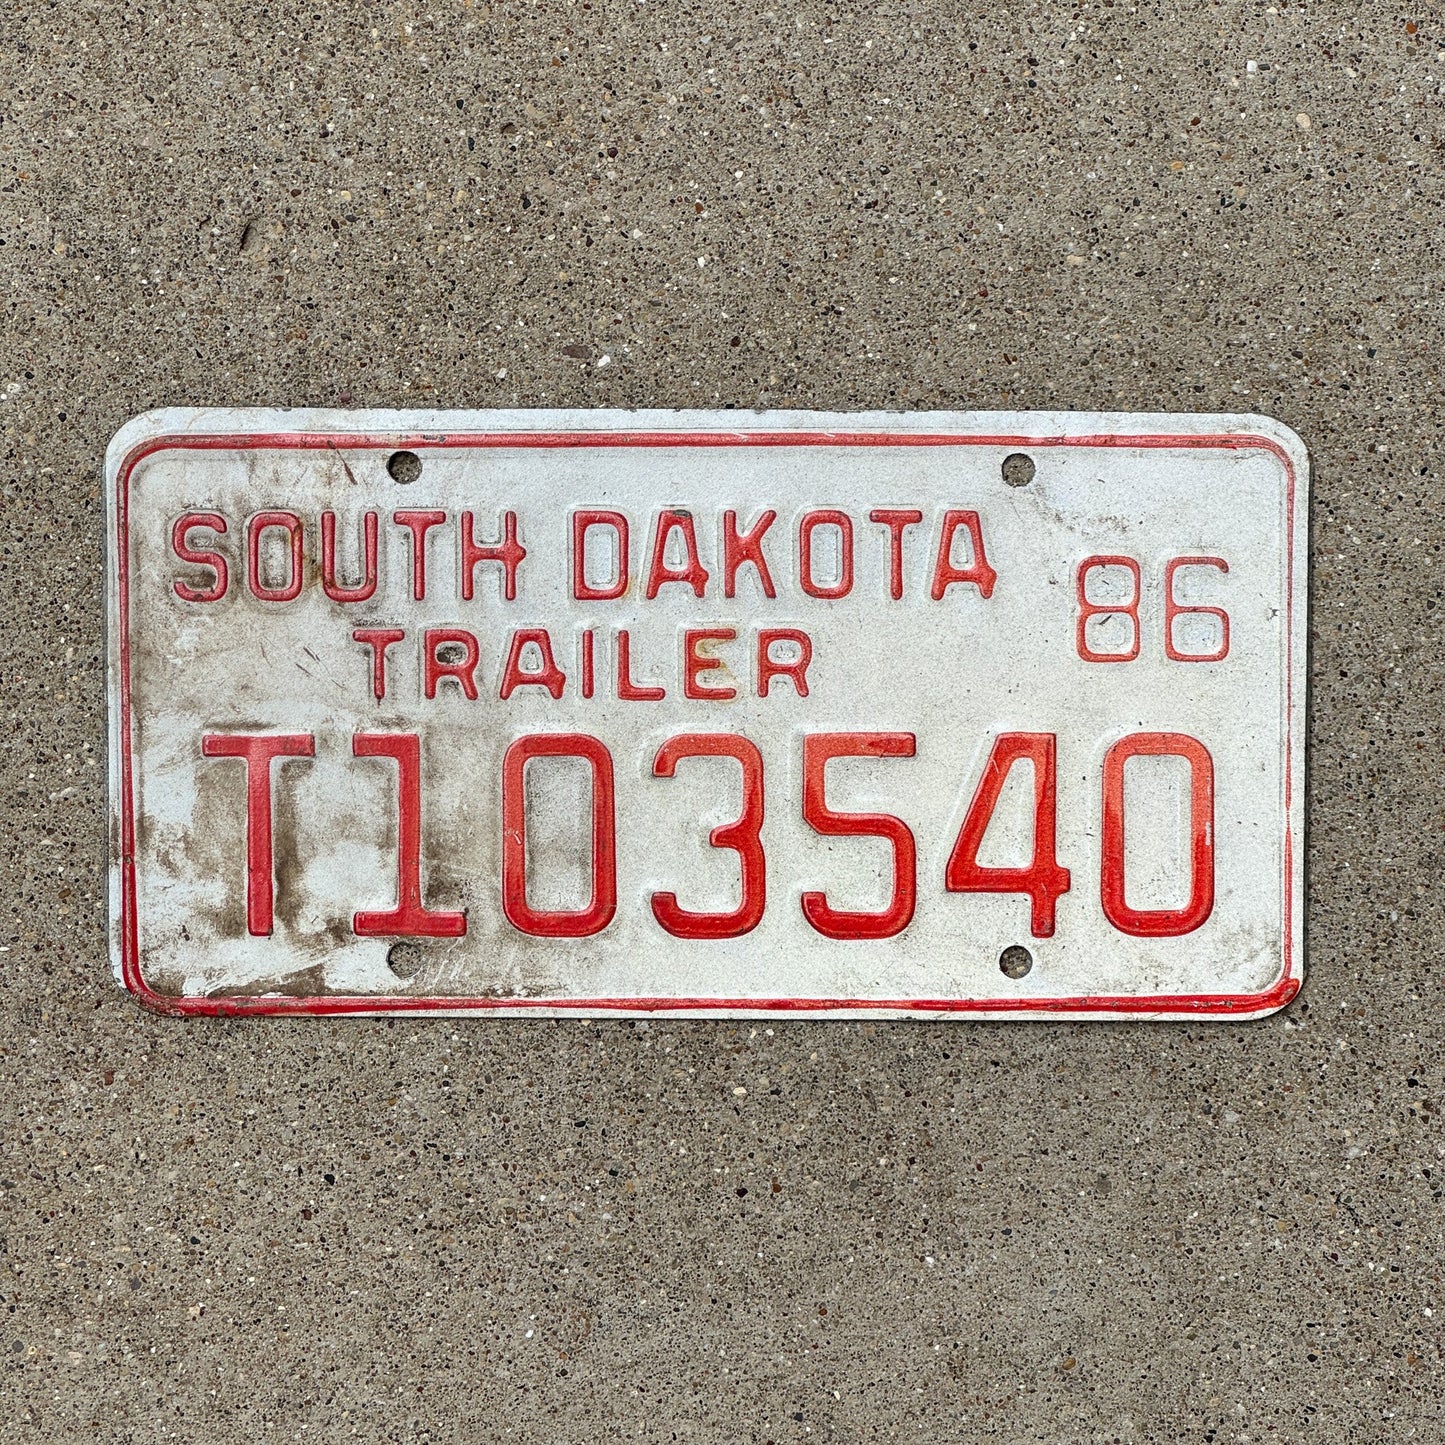 SOUTH DAKOTA 86
TRAILER
T103540